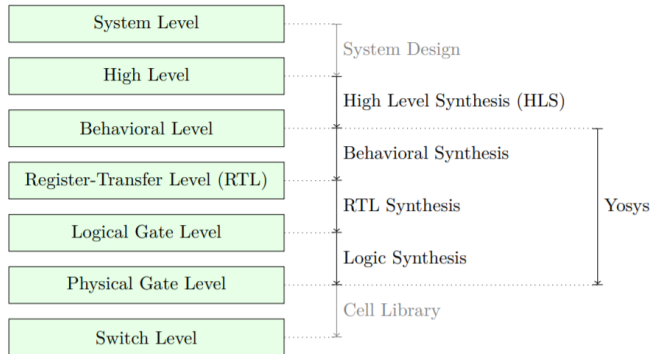 System Level
System Design
High Level
High Level Synthesis (HLS)
Behavioral Level
Behavioral Synthesis
Register-Transfer Level (RTL)
RTL Synthesis
Yosys
Logical Gate Level
Logic Synthesis
Physical Gate Level
Cell Library
Switch Level